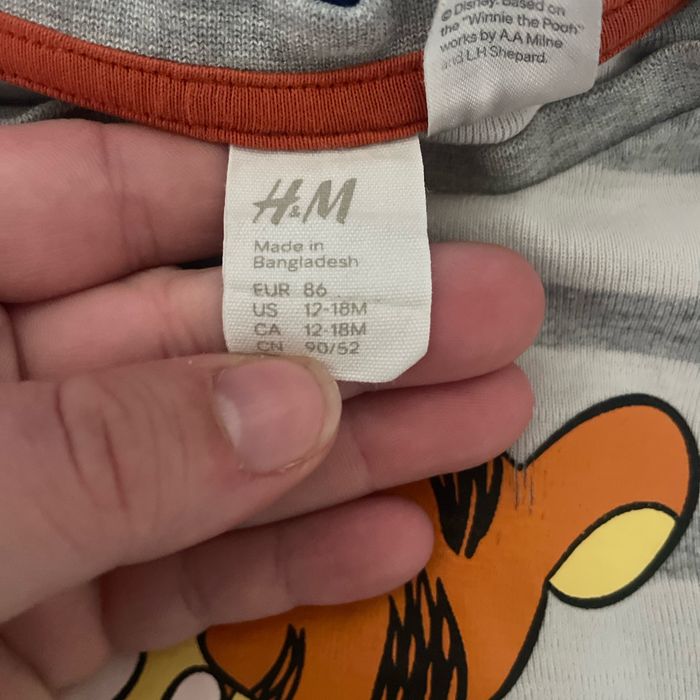 © Disney. Based on
the "Winnie the Pooh"
works by A.A Milne
and L.H Shepard.
H&M
Made in
Bangladesh
EUR 86
US 12-18M
CA 12-18M
CN 90/52